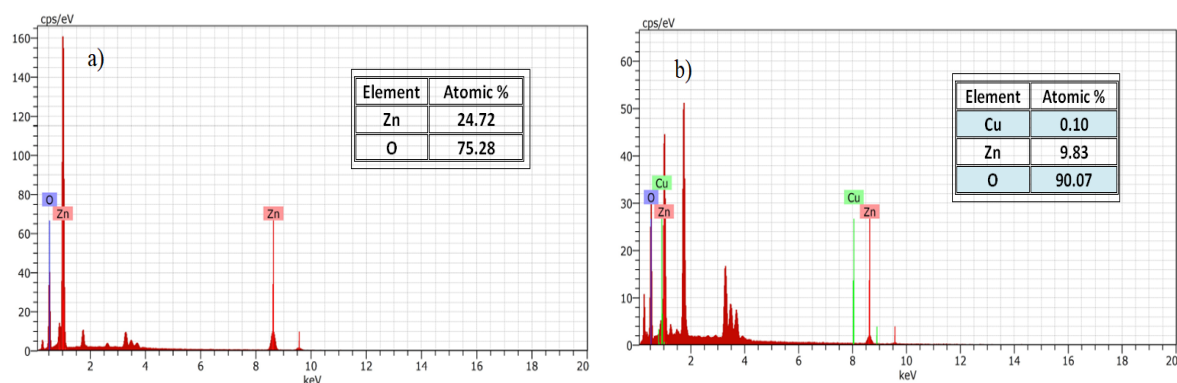 cps/eV
a)
160
140
120
100
80
60
40
20
0
O
Zn
Zn
Element Atomic %
Zn 24.72
O 75.28
2 4 6 8 10 12 14 16 18 20
keV
cps/eV
b)
60
50
40
30
20
10
0
Cu
O
Zn
Cu
Zn
Element Atomic %
Cu 0.10
Zn 9.83
O 90.07
2 4 6 8 10 12 14 16 18 20
keV